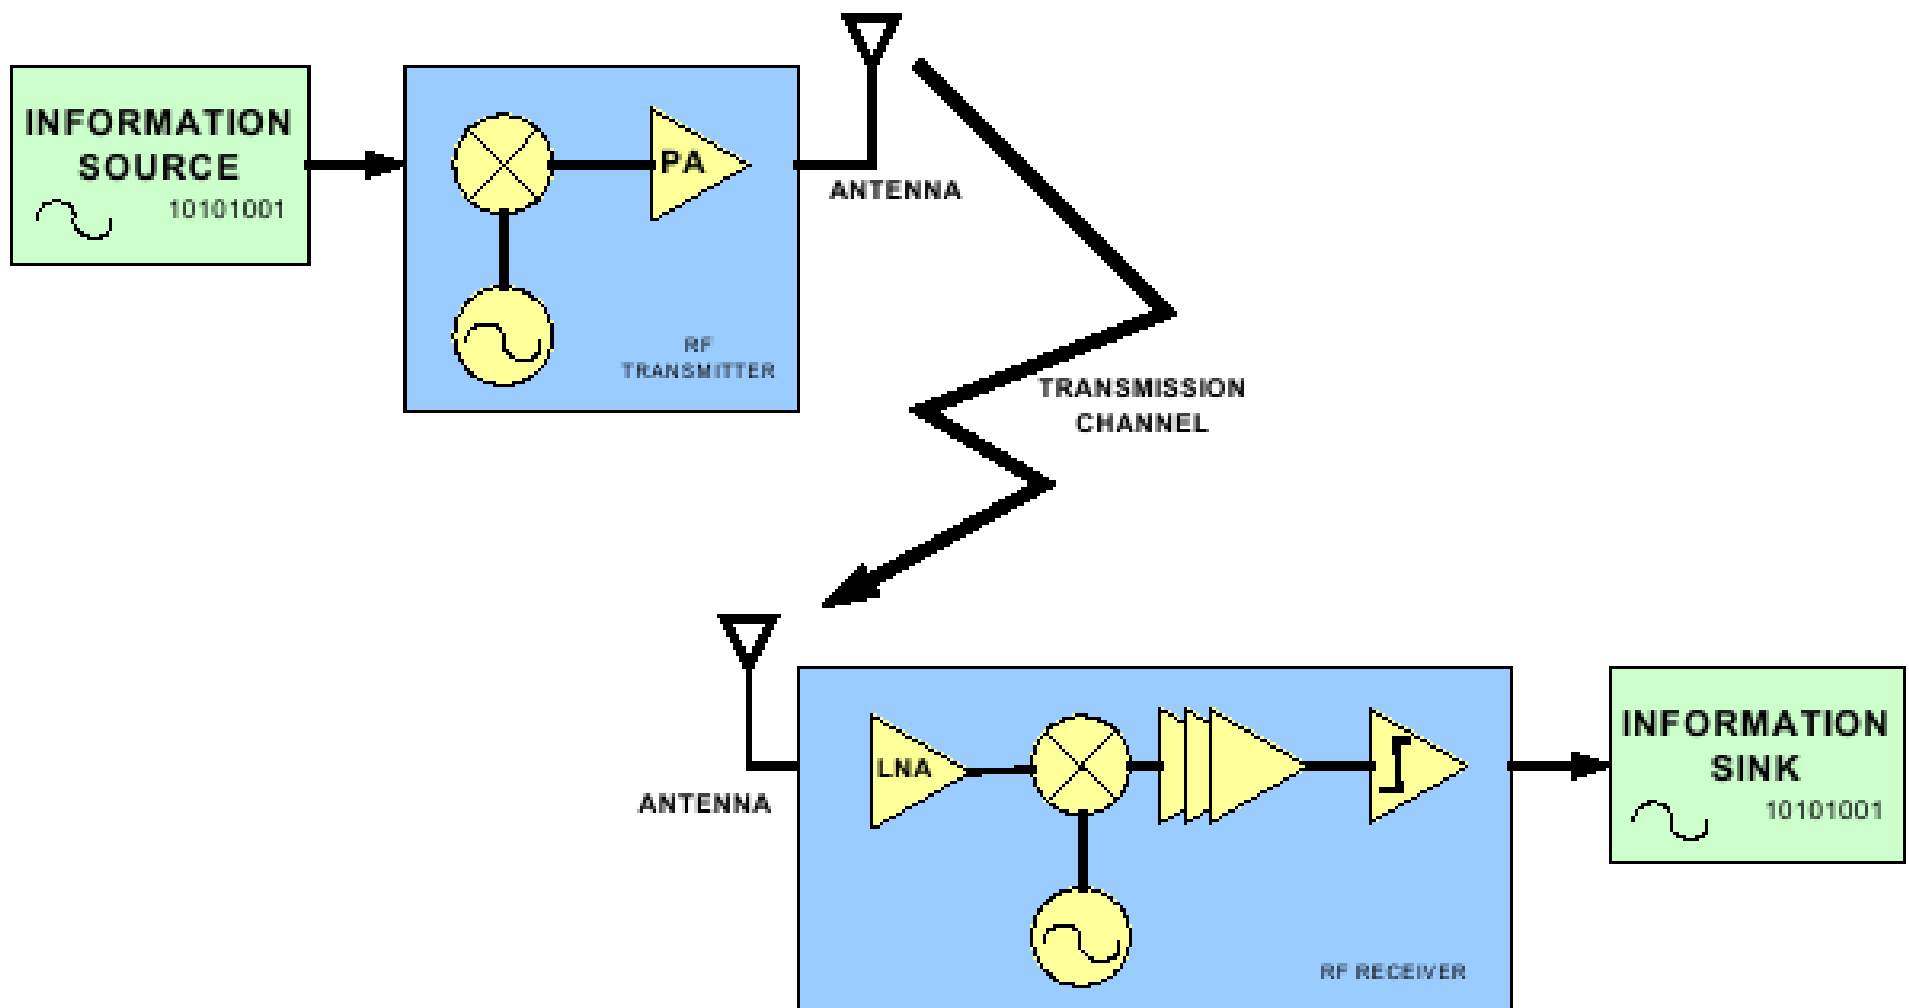 INFORMATION
SOURCE
10101001
PA
ANTENNA
RF
TRANSMITTER
TRANSMISSION
CHANNEL
ANTENNA
LNA
RF RECEIVER
INFORMATION
SINK
10101001